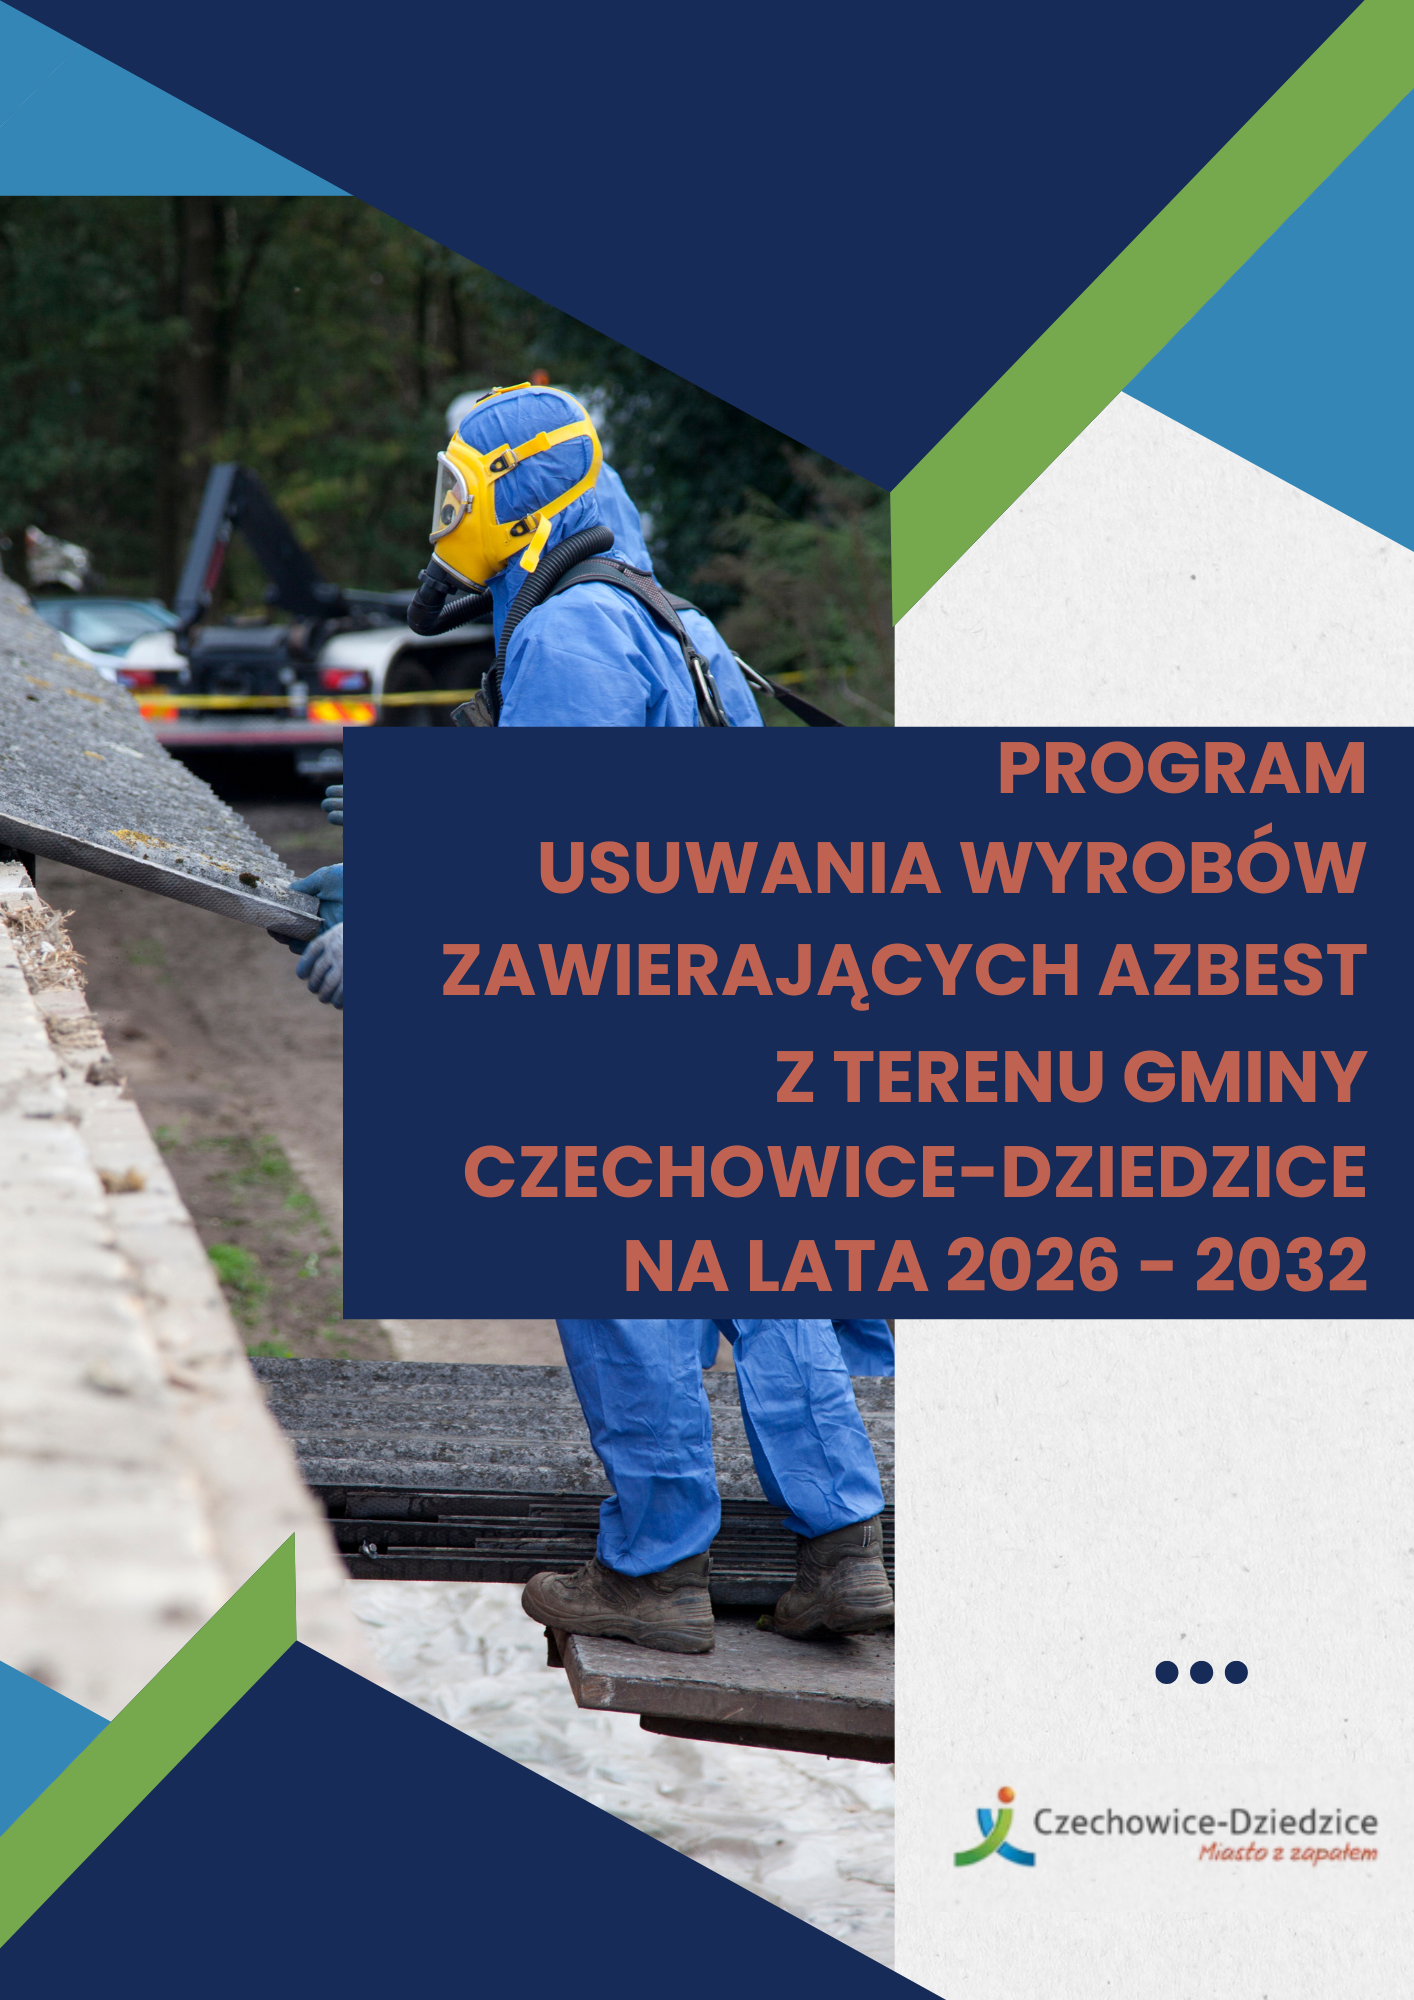 PROGRAM
USUWANIA WYROBÓW
ZAWIERAJĄCYCH AZBEST
Z TERENU GMINY
CZECHOWICE-DZIEDZICE
NA LATA 2026 - 2032
Czechowice-Dziedzice
Miasto z zapałem